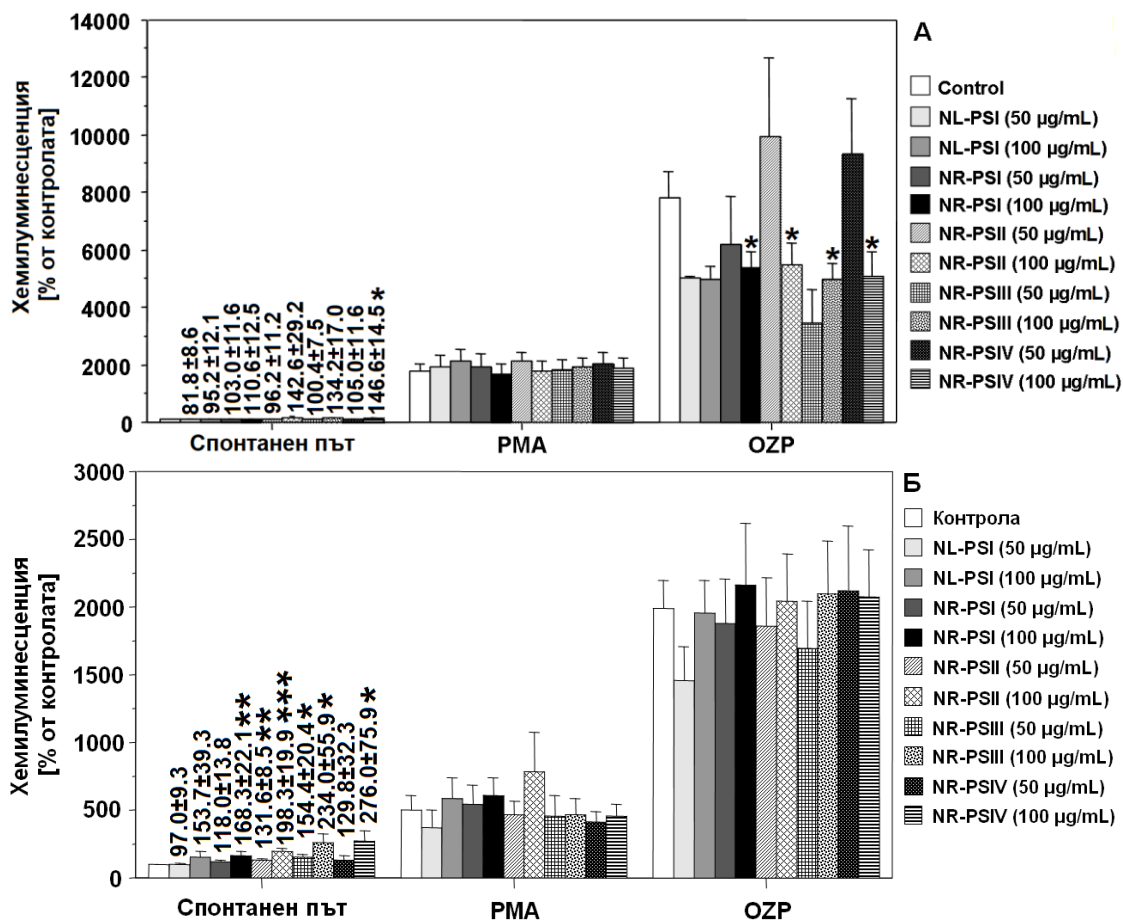 А
Хемилуминесценция
[% от контролата]
14000
12000
10000
8000
6000
4000
2000
0
81.8±8.6
95.2±12.1
103.0±11.6
110.6±12.5
96.2±11.2
142.6±29.2
100.4±7.5
134.2±17.0
105.0±11.6
146.6±14.5*
*
*
*
*
Спонтанен път
PMA
OZP
Control
NL-PSI (50 µg/mL)
NL-PSI (100 µg/mL)
NR-PSI (50 µg/mL)
NR-PSI (100 µg/mL)
NR-PSII (50 µg/mL)
NR-PSII (100 µg/mL)
NR-PSIII (50 µg/mL)
NR-PSIII (100 µg/mL)
NR-PSIV (50 µg/mL)
NR-PSIV (100 µg/mL)
Б
Хемилуминесценция
[% от контролата]
3000
2500
2000
1500
1000
500
0
97.0±9.3
153.7±39.3
118.0±13.8
168.3±22.1**
131.6±8.5**
198.3±19.9***
154.4±20.4*
234.0±55.9*
129.8±32.3
276.0±75.9*
Спонтанен път
PMA
OZP
Контрола
NL-PSI (50 µg/mL)
NL-PSI (100 µg/mL)
NR-PSI (50 µg/mL)
NR-PSI (100 µg/mL)
NR-PSII (50 µg/mL)
NR-PSII (100 µg/mL)
NR-PSIII (50 µg/mL)
NR-PSIII (100 µg/mL)
NR-PSIV (50 µg/mL)
NR-PSIV (100 µg/mL)